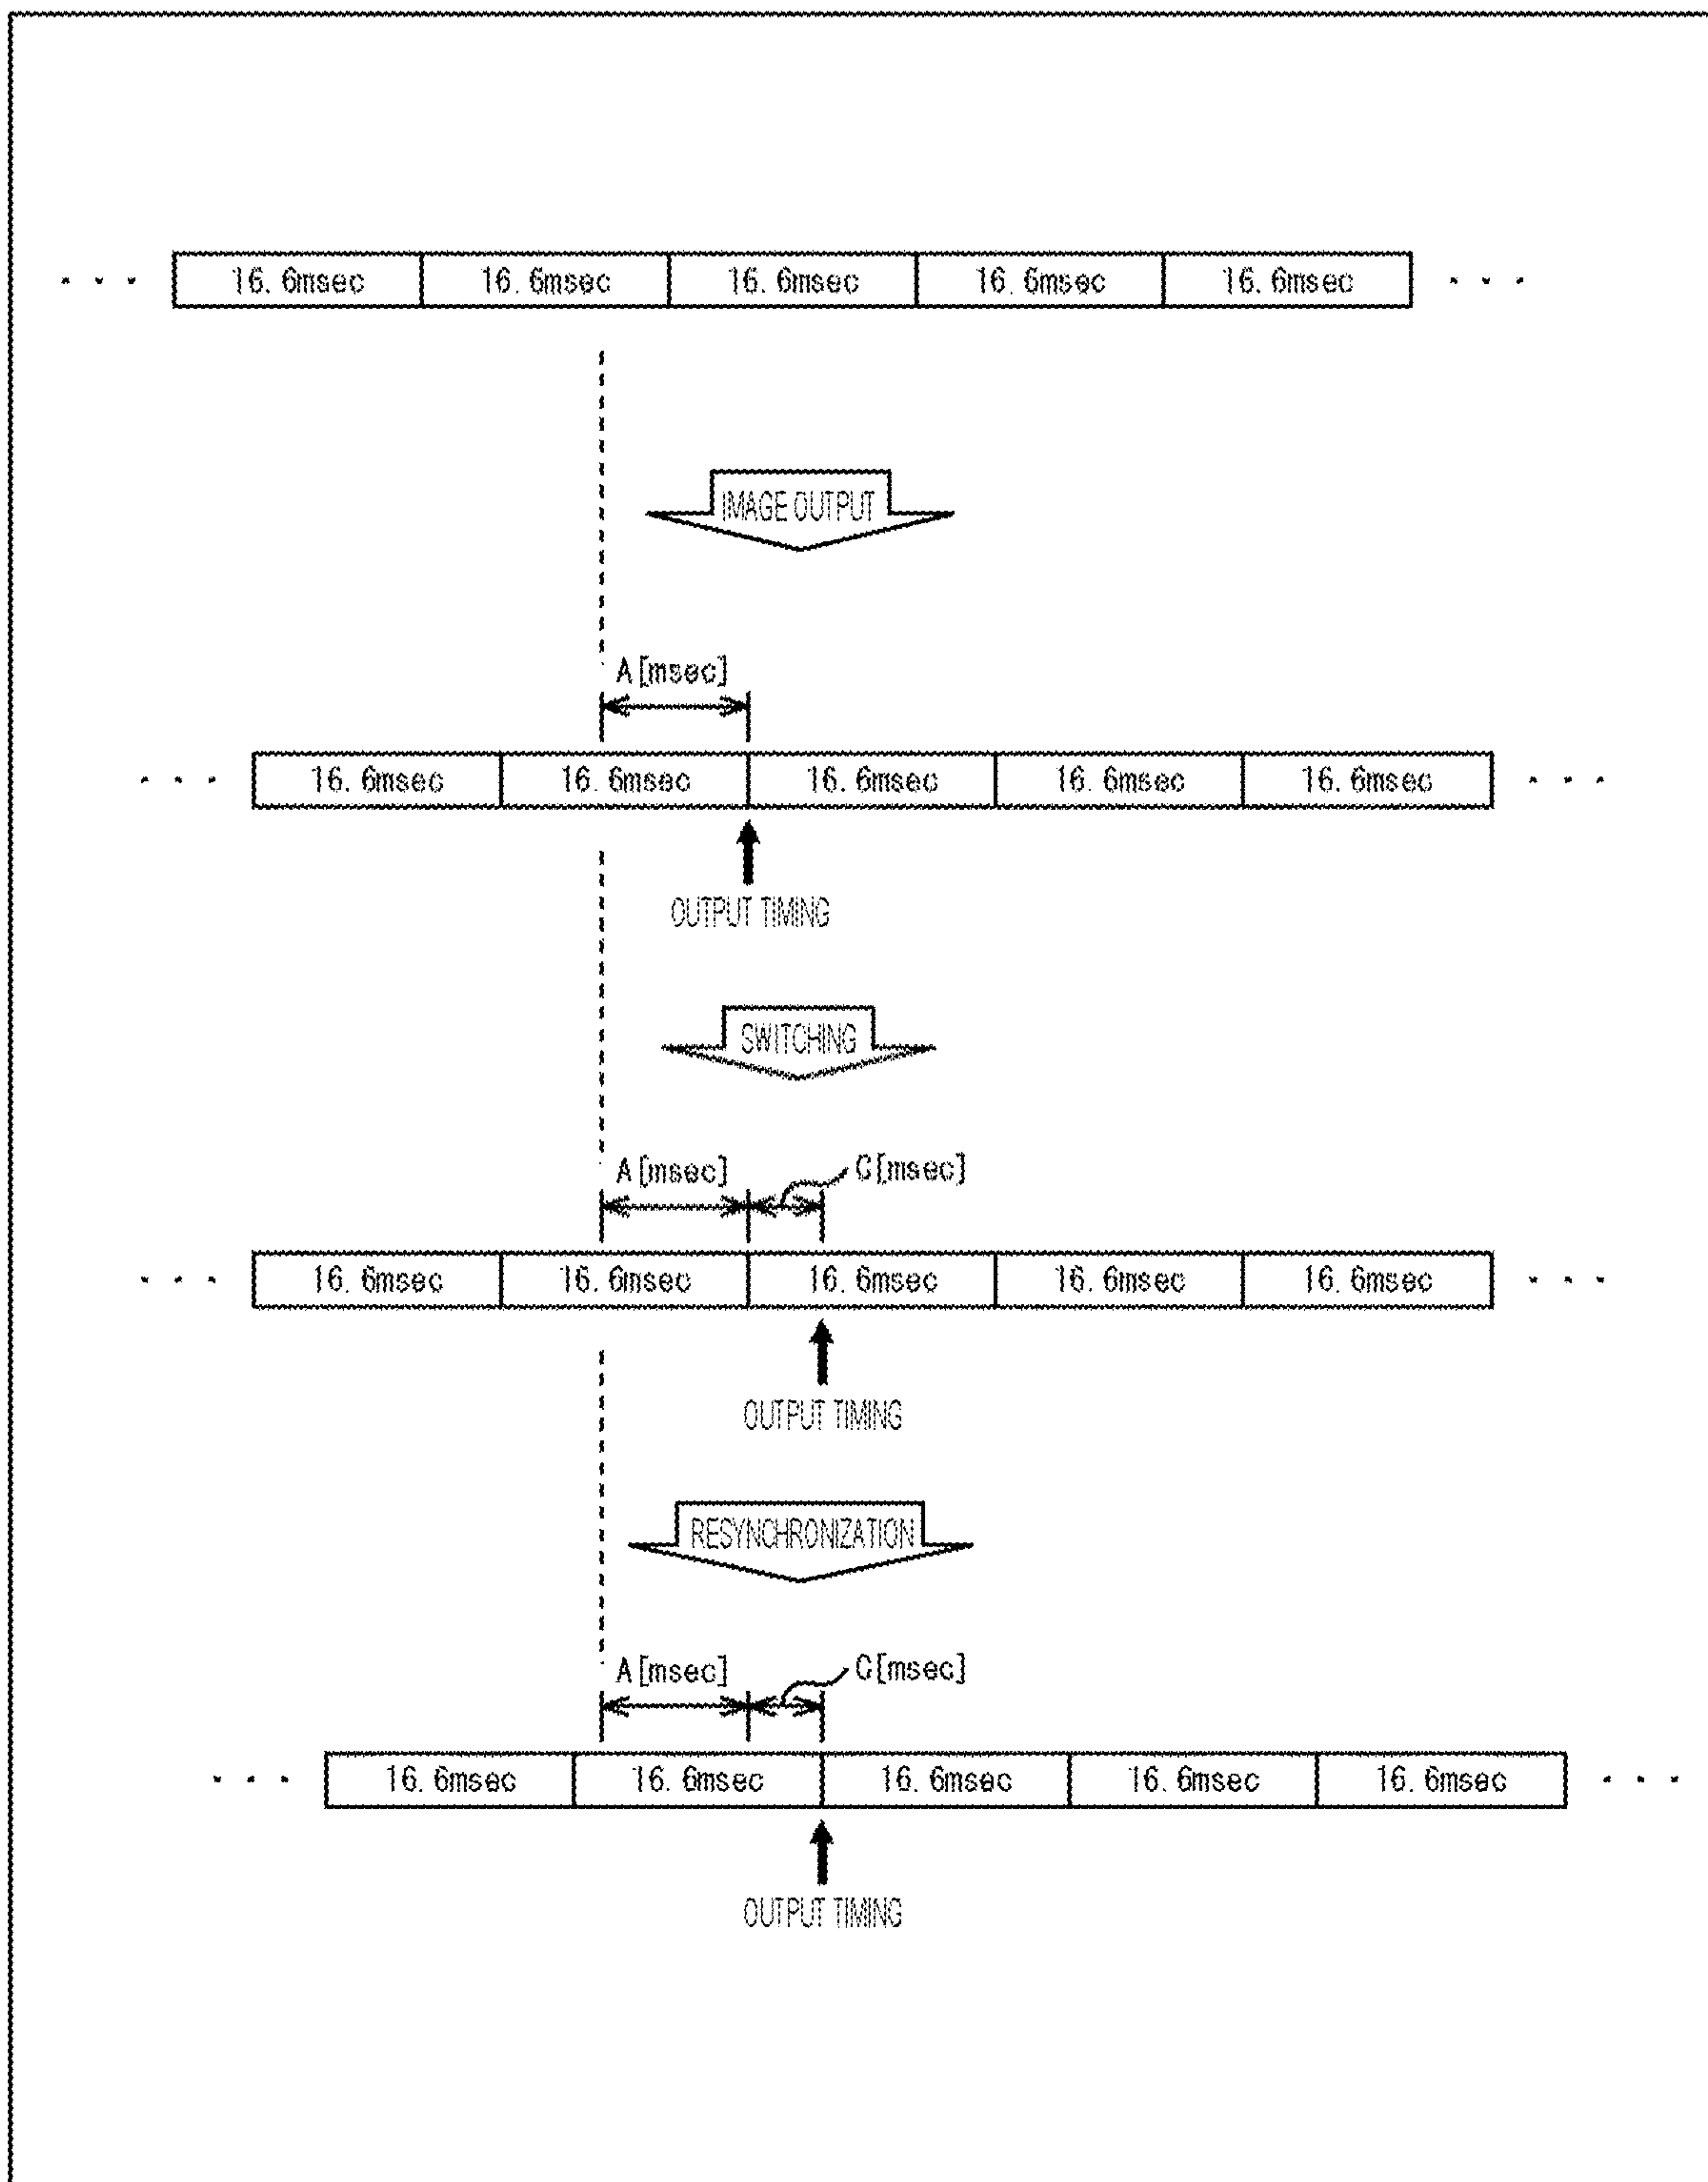 ... 16.6msec 16.6msec 16.6msec 16.6msec 16.6msec ...
IMAGE OUTPUT
A[msec]
... 16.6msec 16.6msec 16.6msec 16.6msec 16.6msec ...
OUTPUT TIMING
SWITCHING
A[msec] C[msec]
... 16.6msec 16.6msec 16.6msec 16.6msec 16.6msec ...
OUTPUT TIMING
RESYNCHRONIZATION
A[msec] C[msec]
... 16.6msec 16.6msec 16.6msec 16.6msec 16.6msec ...
OUTPUT TIMING